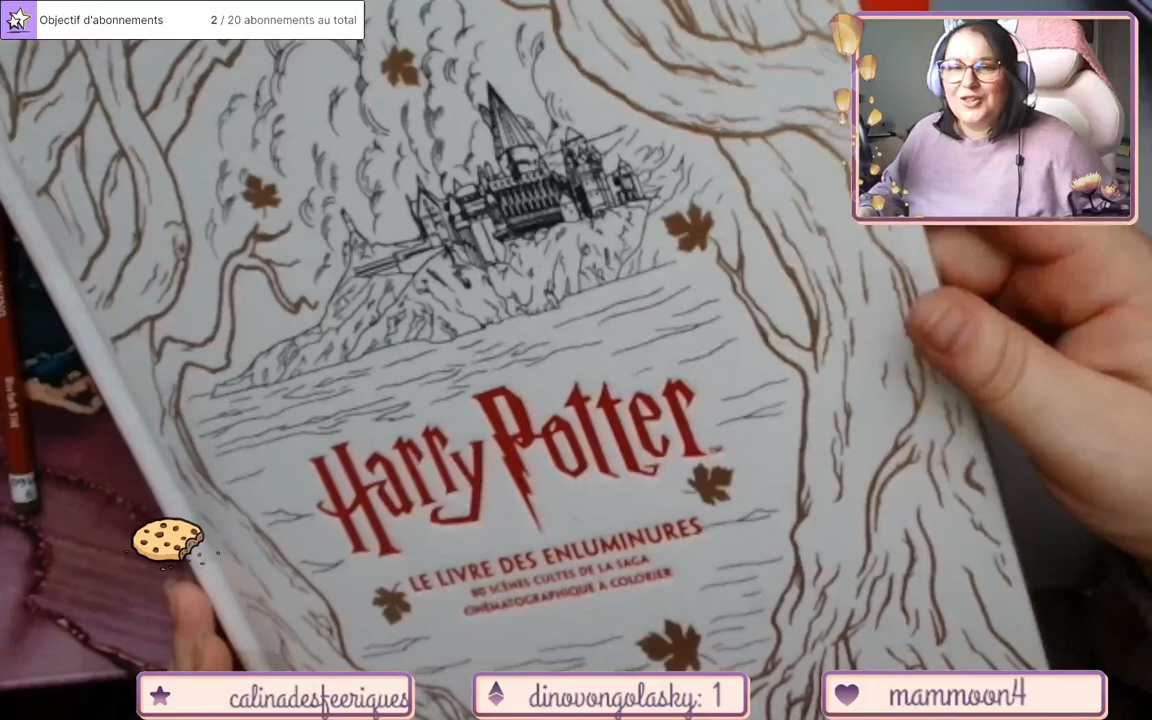 Objectif d'abonnements
2 / 20 abonnements au total
Harry Potter
LE LIVRE DES ENLUMINURES
80 SCÈNES CULTES DE LA SAGA
CINÉMATOGRAPHIQUE À COLORIER
calinadesfeeriques
dinovongolasky: 1
mammoon4